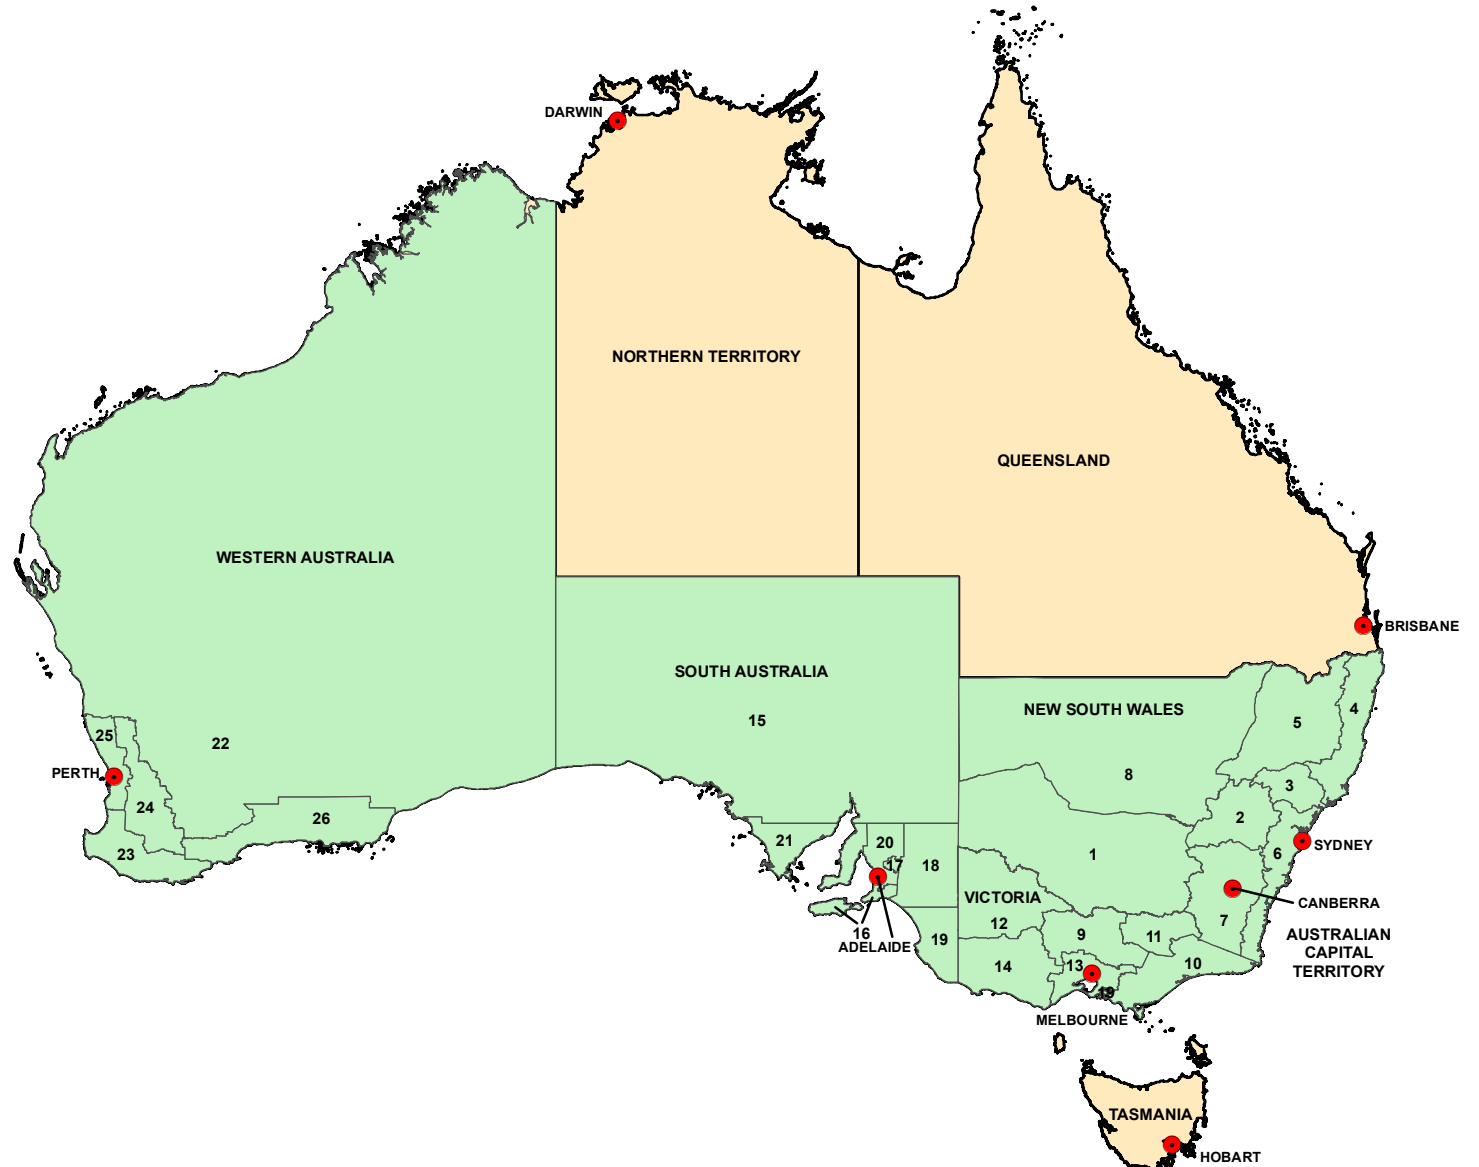 DARWIN
NORTHERN TERRITORY
QUEENSLAND
WESTERN AUSTRALIA
BRISBANE
SOUTH AUSTRALIA
NEW SOUTH WALES
4
15
5
25
22
PERTH
8
3
24
26
2
21
20
SYDNEY
23
1
6
17
18
VICTORIA
CANBERRA
12
7
16
9
11
19
ADELAIDE
AUSTRALIAN
CAPITAL
TERRITORY
14
13
10
19
MELBOURNE
TASMANIA
HOBART